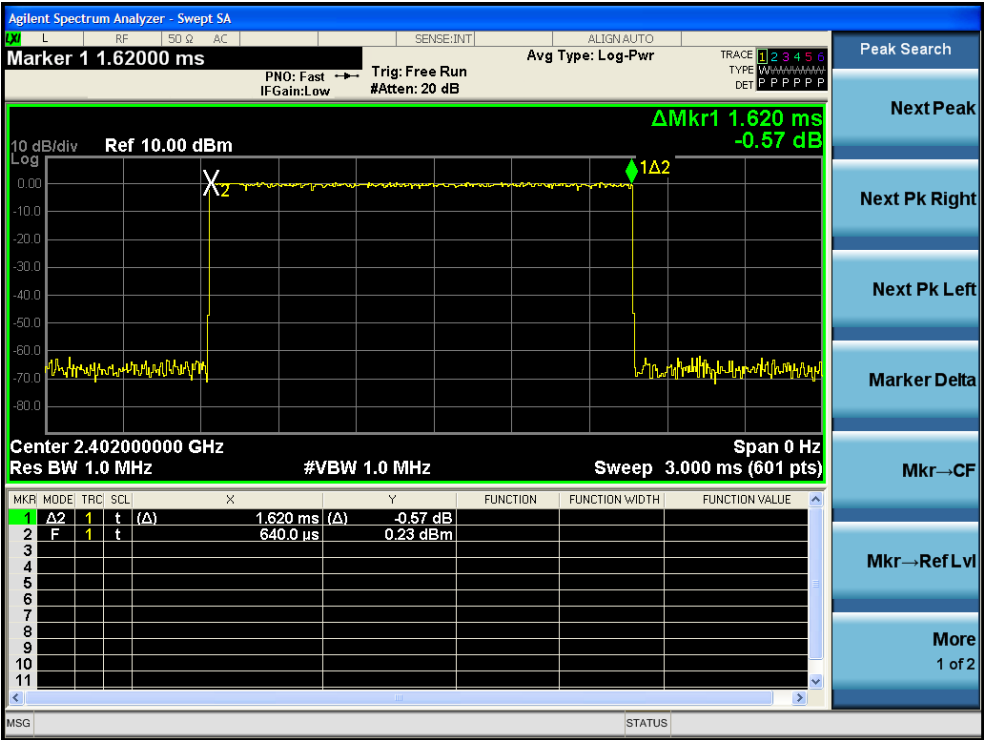 Agilent Spectrum Analyzer - Swept SA
LXI L RF 50 Ω AC SENSE:INT ALIGN AUTO
Marker 1 1.62000 ms
PNO: Fast
IFGain:Low
Trig: Free Run
#Atten: 20 dB
Avg Type: Log-Pwr
TRACE 1 2 3 4 5 6
TYPE WWWWWW
DET P P P P P P
ΔMkr1 1.620 ms
-0.57 dB
10 dB/div Ref 10.00 dBm
Log
1Δ2
2
0.00
-10.0
-20.0
-30.0
-40.0
-50.0
-60.0
-70.0
-80.0
Center 2.402000000 GHz Span 0 Hz
Res BW 1.0 MHz #VBW 1.0 MHz Sweep 3.000 ms (601 pts)
MKR MODE TRC SCL X Y FUNCTION FUNCTION WIDTH FUNCTION VALUE
1 Δ2 1 t (Δ) 1.620 ms (Δ) -0.57 dB
2 F 1 t 640.0 µs 0.23 dBm
3
4
5
6
7
8
9
10
11
MSG STATUS
Peak Search
Next Peak
Next Pk Right
Next Pk Left
Marker Delta
Mkr→CF
Mkr→Ref Lvl
More
1 of 2